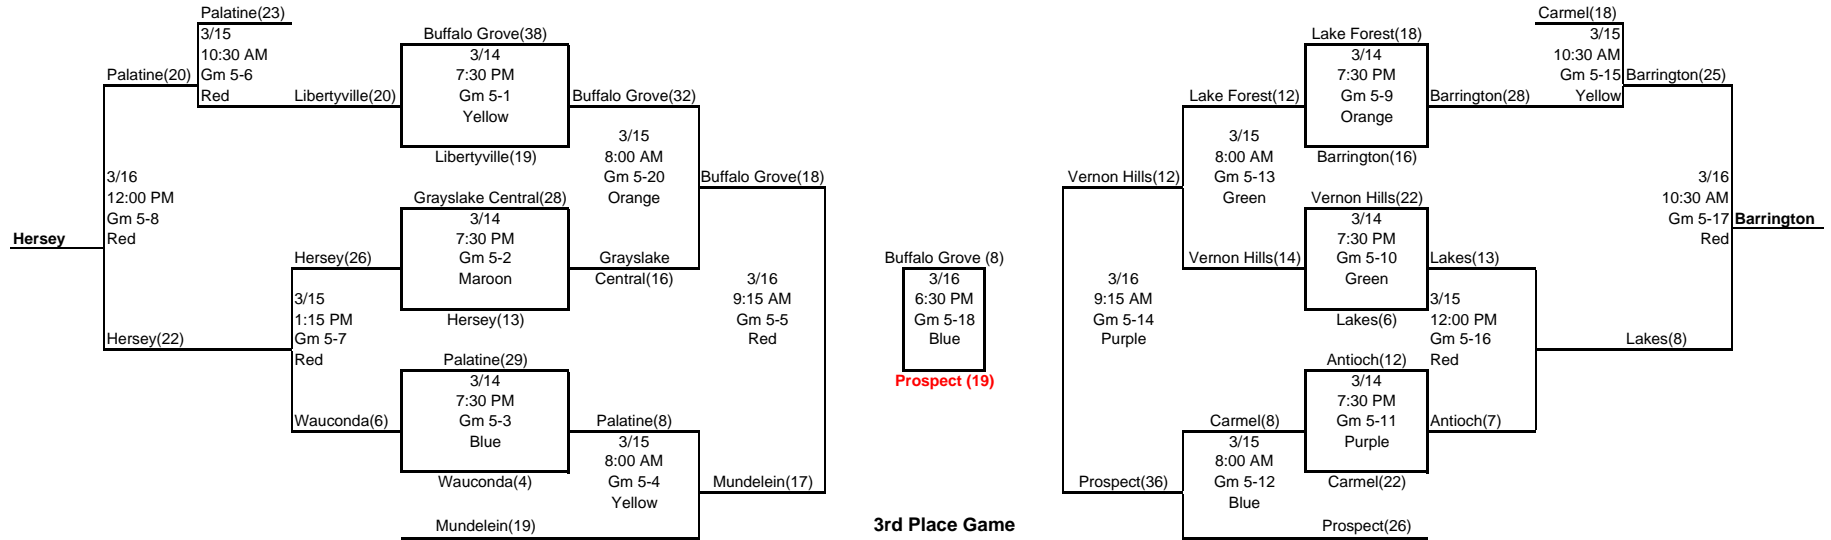 Palatine(23)
3/15
10:30 AM
Gm 5-6
Red
Palatine(20)
Libertyville(20)
Buffalo Grove(38)
3/14
7:30 PM
Gm 5-1
Yellow
Libertyville(19)
Buffalo Grove(32)
3/15
8:00 AM
Gm 5-20
Orange
Buffalo Grove(18)
3/16
12:00 PM
Gm 5-8
Red
Hersey
Grayslake Central(28)
3/14
7:30 PM
Gm 5-2
Maroon
Hersey(13)
Hersey(26)
Grayslake
Central(16)
3/15
1:15 PM
Gm 5-7
Red
Hersey(22)
3/16
9:15 AM
Gm 5-5
Red
Palatine(29)
3/14
7:30 PM
Gm 5-3
Blue
Wauconda(4)
Wauconda(6)
Palatine(8)
3/15
8:00 AM
Gm 5-4
Yellow
Mundelein(17)
Mundelein(19)
Buffalo Grove (8)
3/16
6:30 PM
Gm 5-18
Blue
Prospect (19)
3rd Place Game
Carmel(18)
3/15
10:30 AM
Gm 5-15
Yellow
Barrington(25)
Lake Forest(18)
3/14
7:30 PM
Gm 5-9
Orange
Barrington(16)
Lake Forest(12)
Barrington(28)
3/15
8:00 AM
Gm 5-13
Green
Vernon Hills(12)
Vernon Hills(22)
3/14
7:30 PM
Gm 5-10
Green
Lakes(6)
Vernon Hills(14)
Lakes(13)
3/16
10:30 AM
Gm 5-17
Red
Barrington
3/16
9:15 AM
Gm 5-14
Purple
3/15
12:00 PM
Gm 5-16
Red
Lakes(8)
Antioch(12)
3/14
7:30 PM
Gm 5-11
Purple
Carmel(22)
Carmel(8)
Antioch(7)
3/15
8:00 AM
Gm 5-12
Blue
Prospect(36)
Prospect(26)